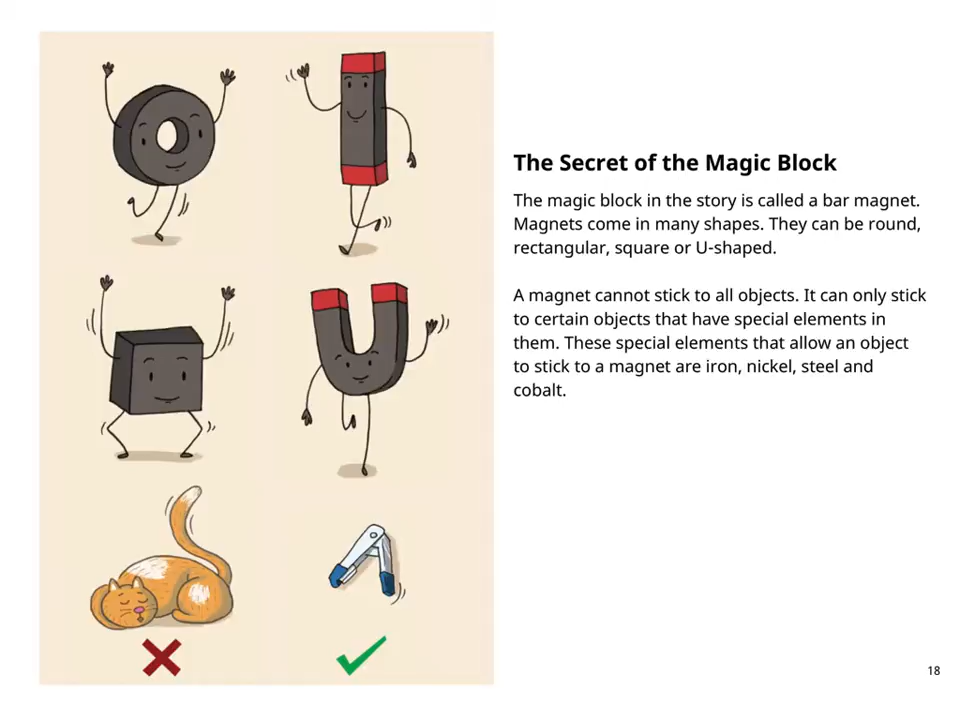 The Secret of the Magic Block
The magic block in the story is called a bar magnet.
Magnets come in many shapes. They can be round,
rectangular, square or U-shaped.
A magnet cannot stick to all objects. It can only stick
to certain objects that have special elements in
them. These special elements that allow an object
to stick to a magnet are iron, nickel, steel and
cobalt.
18